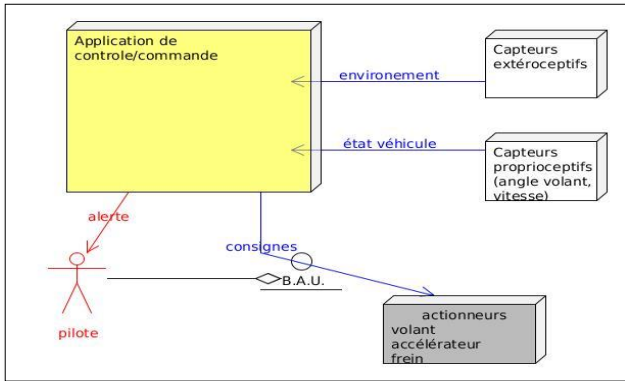 Application de
controle/commande
Capteurs
extéroceptifs
environement
état véhicule
Capteurs
proprioceptifs
(angle volant,
vitesse)
alerte
consignes
B.A.U.
pilote
actionneurs
volant
accélérateur
frein